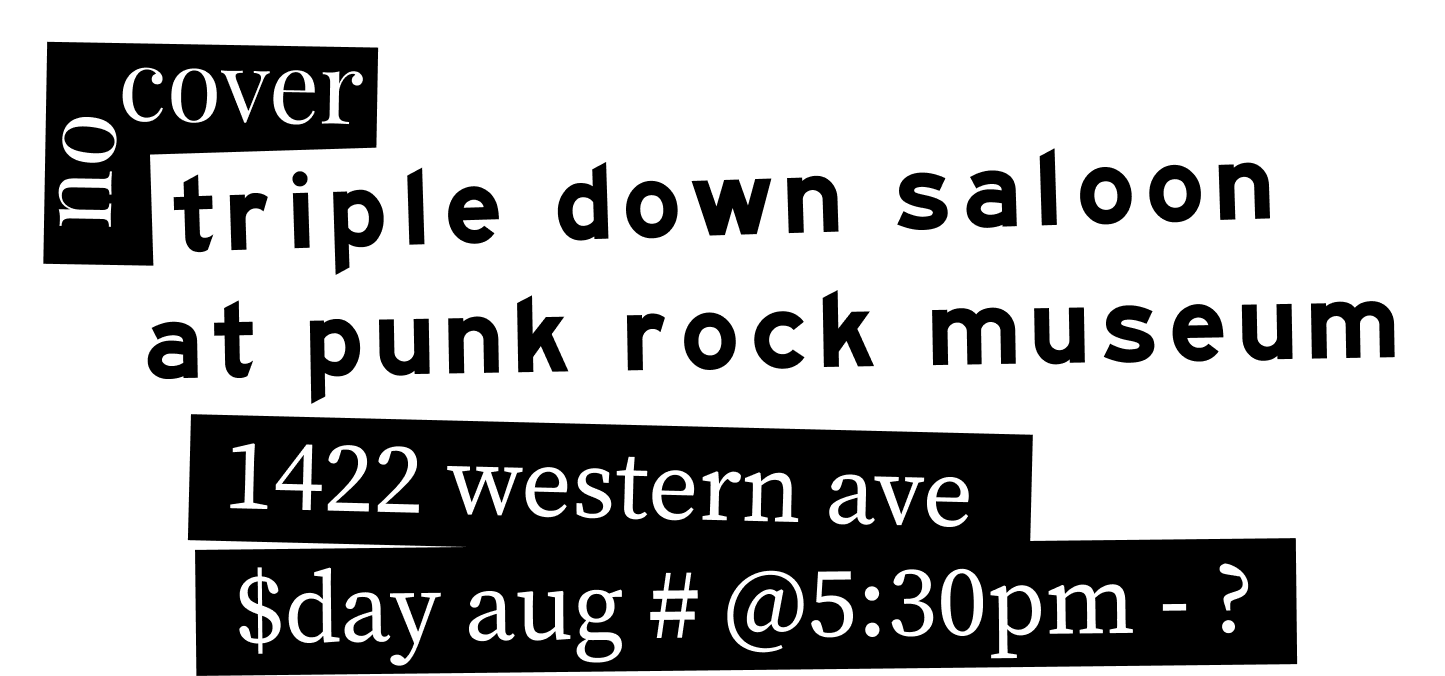 no cover
triple down saloon
at punk rock museum
1422 western ave
$day aug # @5:30pm - ?